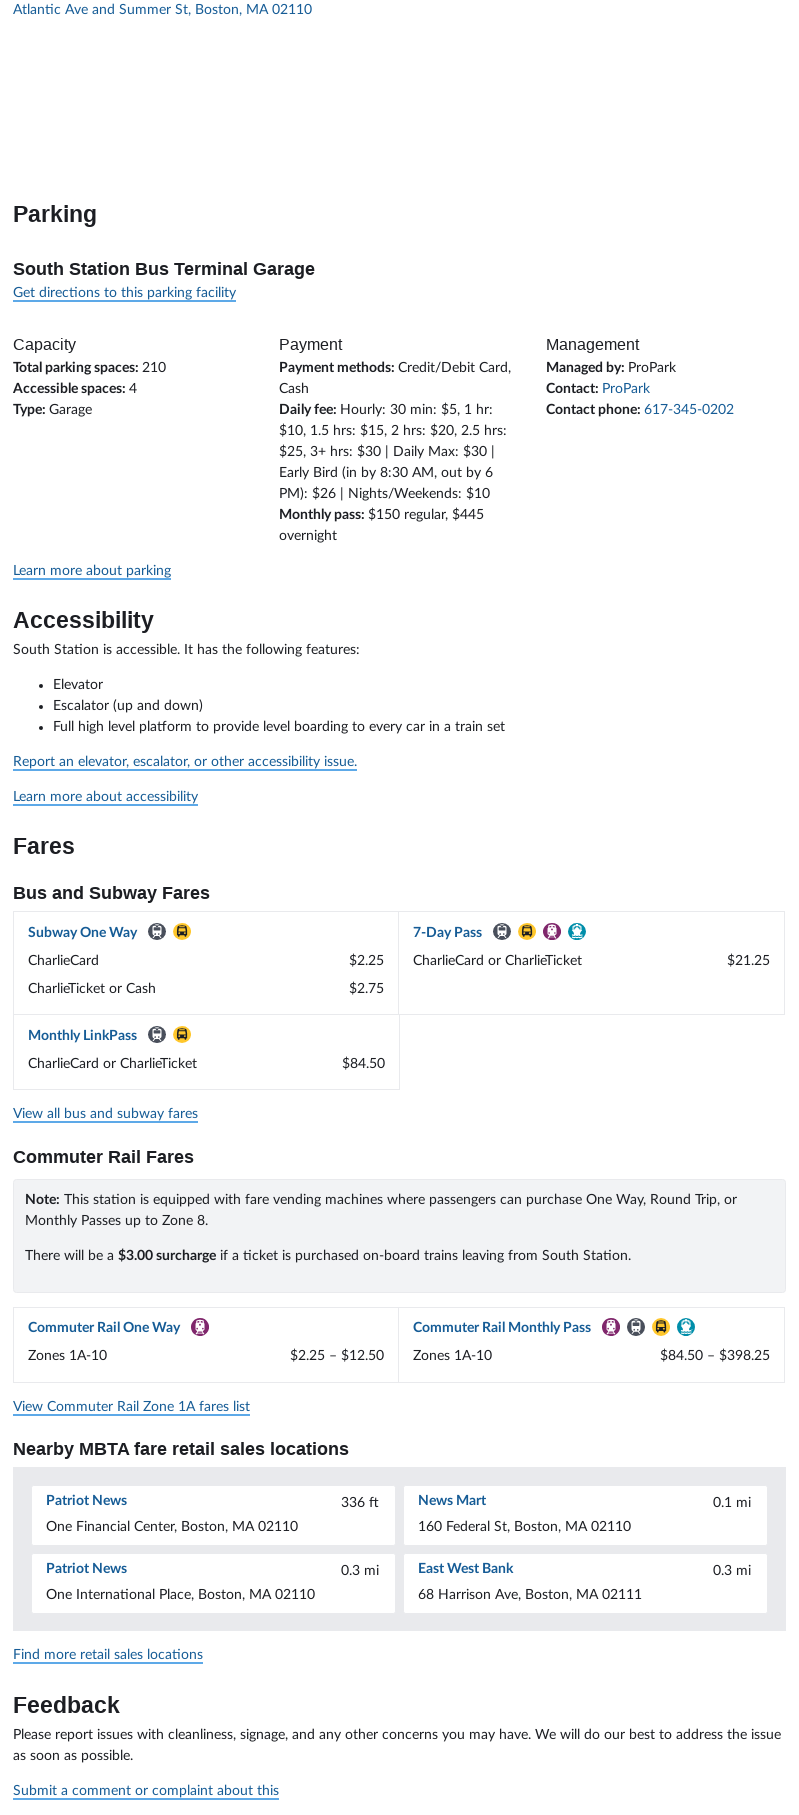 Atlantic Ave and Summer St, Boston, MA 02110
Parking
South Station Bus Terminal Garage
Get directions to this parking facility
Capacity
Total parking spaces: 210
Accessible spaces: 4
Type: Garage
Payment
Payment methods: Credit/Debit Card,
Cash
Daily fee: Hourly: 30 min: $5, 1 hr:
$10, 1.5 hrs: $15, 2 hrs: $20, 2.5 hrs:
$25, 3+ hrs: $30 | Daily Max: $30 |
Early Bird (in by 8:30 AM, out by 6
PM): $26 | Nights/Weekends: $10
Monthly pass: $150 regular, $445
overnight
Management
Managed by: ProPark
Contact: ProPark
Contact phone: 617-345-0202
Learn more about parking
Accessibility
South Station is accessible. It has the following features:
• Elevator
• Escalator (up and down)
• Full high level platform to provide level boarding to every car in a train set
Report an elevator, escalator, or other accessibility issue.
Learn more about accessibility
Fares
Bus and Subway Fares
Subway One Way
CharlieCard $2.25
CharlieTicket or Cash $2.75
7-Day Pass
CharlieCard or CharlieTicket $21.25
Monthly LinkPass
CharlieCard or CharlieTicket $84.50
View all bus and subway fares
Commuter Rail Fares
Note: This station is equipped with fare vending machines where passengers can purchase One Way, Round Trip, or
Monthly Passes up to Zone 8.
There will be a $3.00 surcharge if a ticket is purchased on-board trains leaving from South Station.
Commuter Rail One Way
Zones 1A-10 $2.25 – $12.50
Commuter Rail Monthly Pass
Zones 1A-10 $84.50 – $398.25
View Commuter Rail Zone 1A fares list
Nearby MBTA fare retail sales locations
Patriot News 336 ft
One Financial Center, Boston, MA 02110
News Mart 0.1 mi
160 Federal St, Boston, MA 02110
Patriot News 0.3 mi
One International Place, Boston, MA 02110
East West Bank 0.3 mi
68 Harrison Ave, Boston, MA 02111
Find more retail sales locations
Feedback
Please report issues with cleanliness, signage, and any other concerns you may have. We will do our best to address the issue
as soon as possible.
Submit a comment or complaint about this